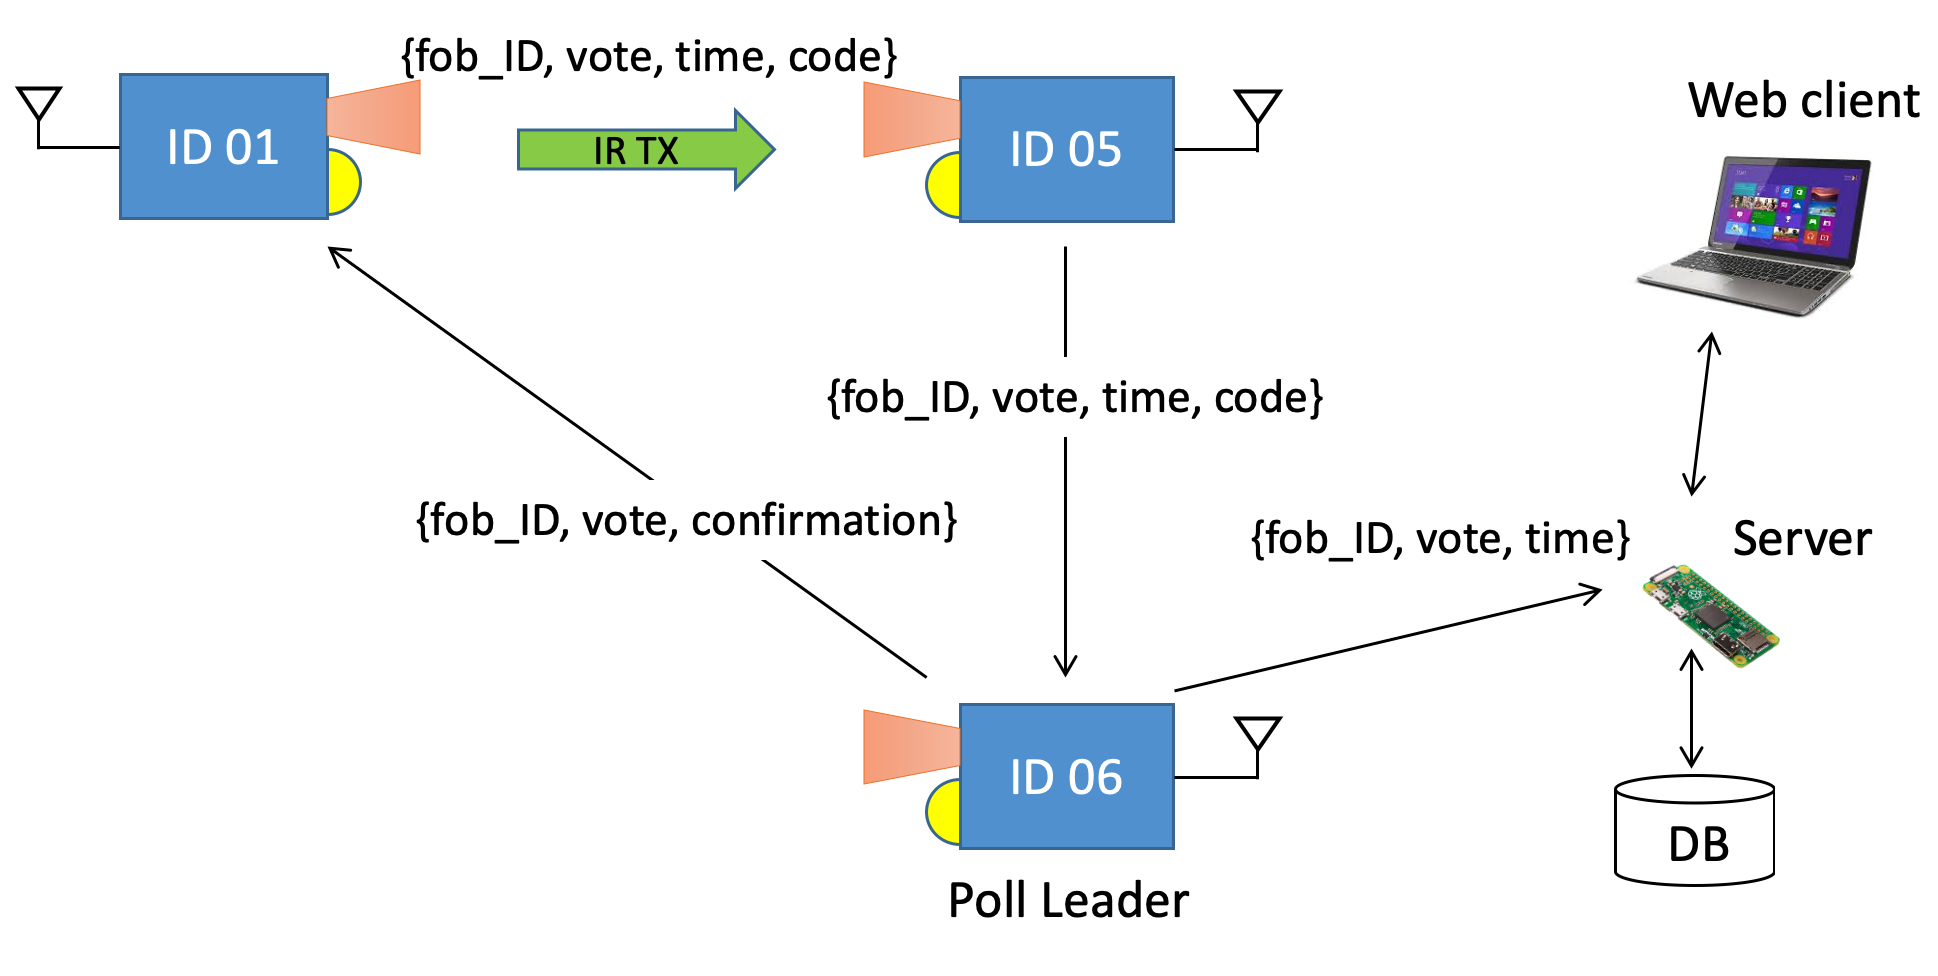 {fob_ID, vote, time, code}
ID 01
IR TX
ID 05
Web client
{fob_ID, vote, time, code}
{fob_ID, vote, confirmation}
{fob_ID, vote, time}
Server
ID 06
DB
Poll Leader